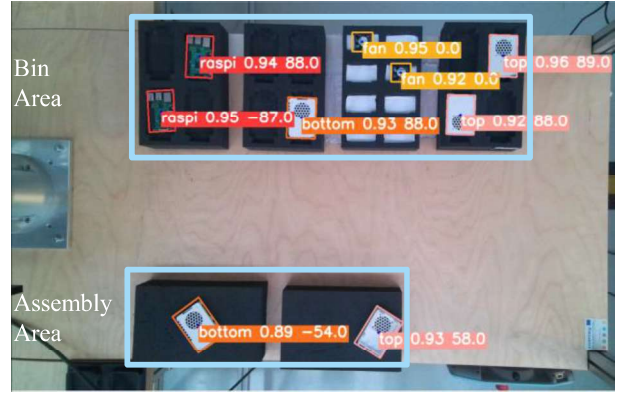 Bin
Area
fan 0.95 0.0
raspi 0.94 88.0
top 0.96 89.0
fan 0.92 0.0
raspi 0.95 -87.0
bottom 0.93 88.0
top 0.92 88.0
Assembly
Area
bottom 0.89 -54.0
top 0.93 58.0